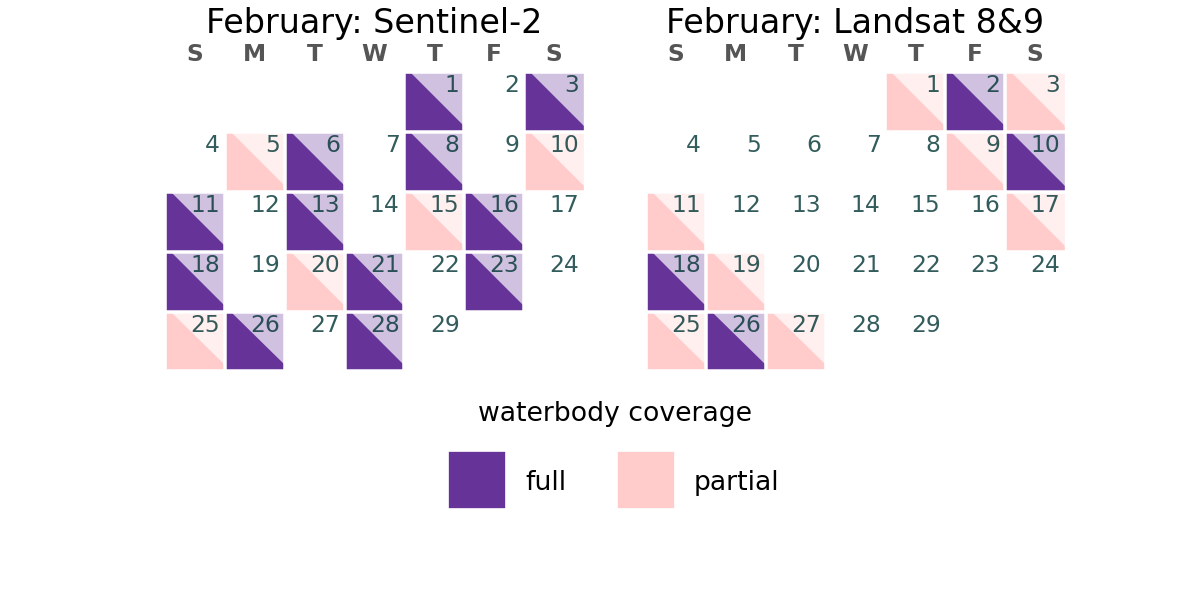 February: Sentinel-2
S M T W T F S
1 2 3
4 5 6 7 8 9 10
11 12 13 14 15 16 17
18 19 20 21 22 23 24
25 26 27 28 29
February: Landsat 8&9
S M T W T F S
1 2 3
4 5 6 7 8 9 10
11 12 13 14 15 16 17
18 19 20 21 22 23 24
25 26 27 28 29
waterbody coverage
full partial